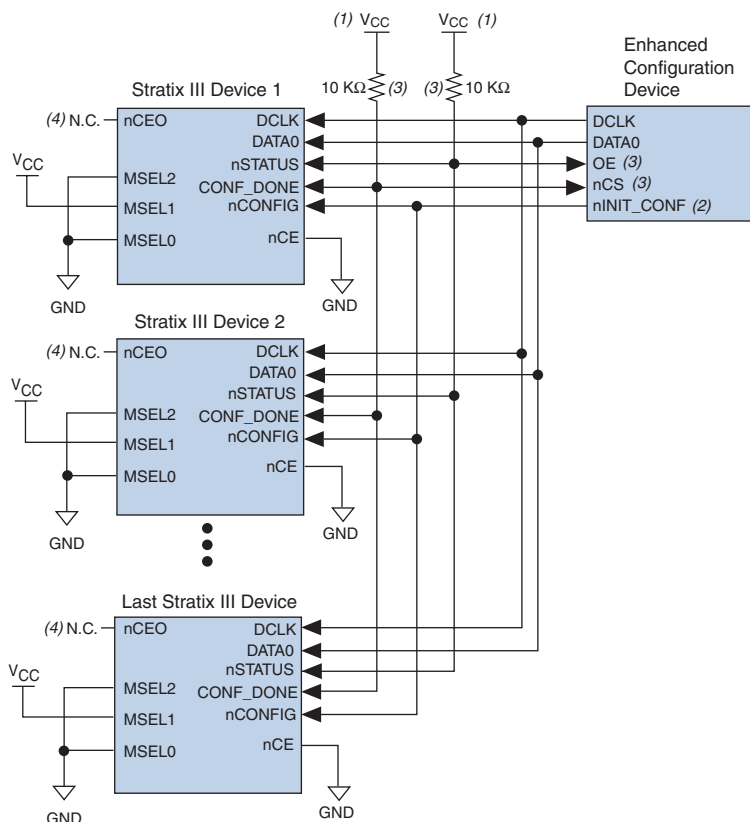 (1) VCC VCC (1)
Enhanced
Configuration
Device
10 KΩ (3) (3) 10 KΩ
Stratix III Device 1
(4) N.C. nCEO DCLK
DATA0
nSTATUS
CONF_DONE
nCONFIG
VCC
MSEL2
MSEL1
MSEL0
nCE
GND
GND
DCLK
DATA0
OE (3)
nCS (3)
nINIT_CONF (2)
Stratix III Device 2
(4) N.C. nCEO DCLK
DATA0
nSTATUS
CONF_DONE
nCONFIG
VCC
MSEL2
MSEL1
MSEL0
nCE
GND
GND
Last Stratix III Device
(4) N.C. nCEO DCLK
DATA0
nSTATUS
CONF_DONE
nCONFIG
VCC
MSEL2
MSEL1
MSEL0
nCE
GND
GND